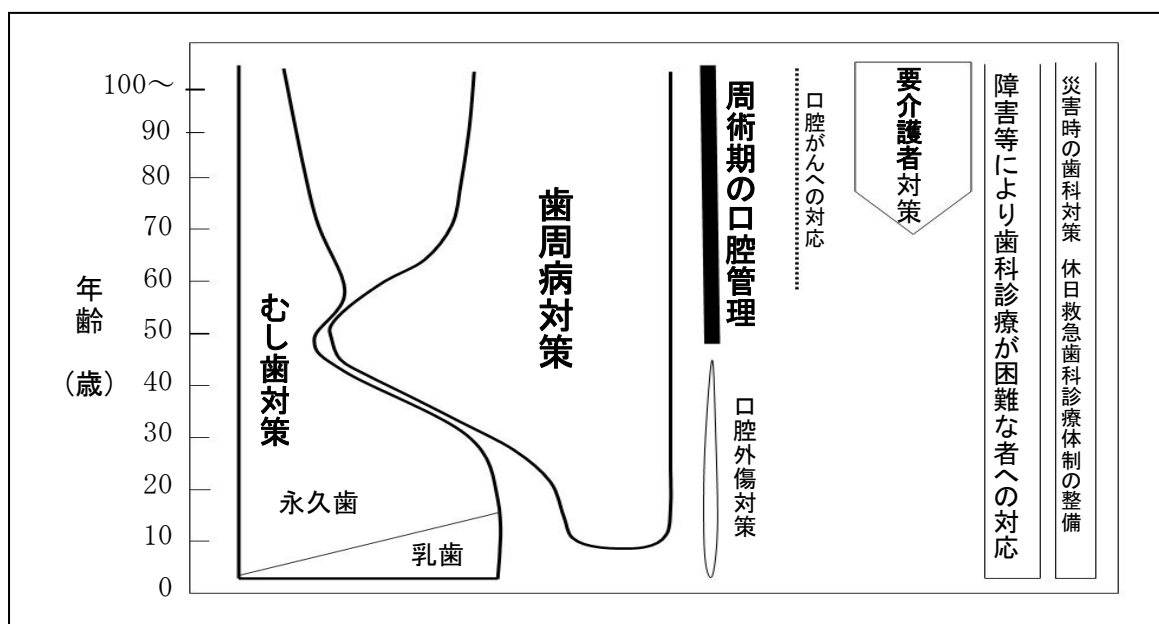 年齢
（歳）
100～
90
80
70
60
50
40
30
20
10
0
むし歯対策
永久歯
乳歯
歯周病対策
周術期の口腔管理
口腔外傷対策
口腔がんへの対応
要介護者対策
障害等により歯科診療が困難な者への対応
災害時の歯科対策 休日救急歯科診療体制の整備